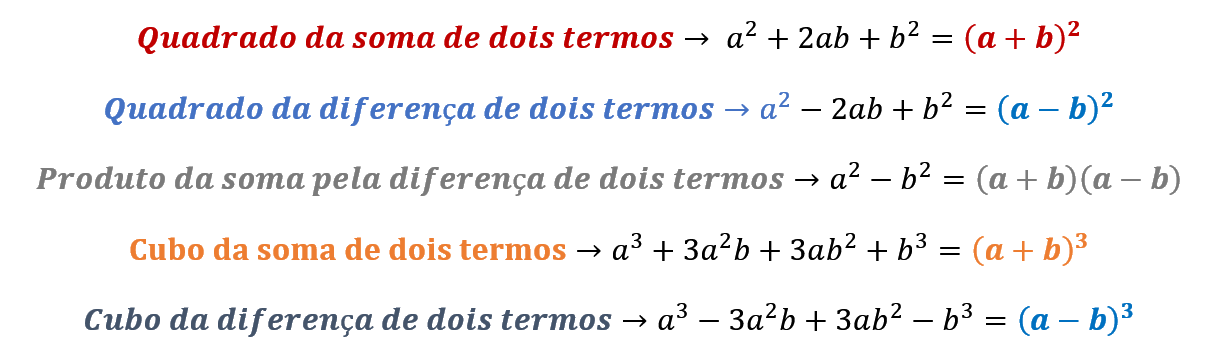 Quadrado da soma de dois termos → a² + 2ab + b² = (a + b)²
Quadrado da diferença de dois termos → a² − 2ab + b² = (a − b)²
Produto da soma pela diferença de dois termos → a² − b² = (a + b)(a − b)
Cubo da soma de dois termos → a³ + 3a²b + 3ab² + b³ = (a + b)³
Cubo da diferença de dois termos → a³ − 3a²b + 3ab² − b³ = (a − b)³